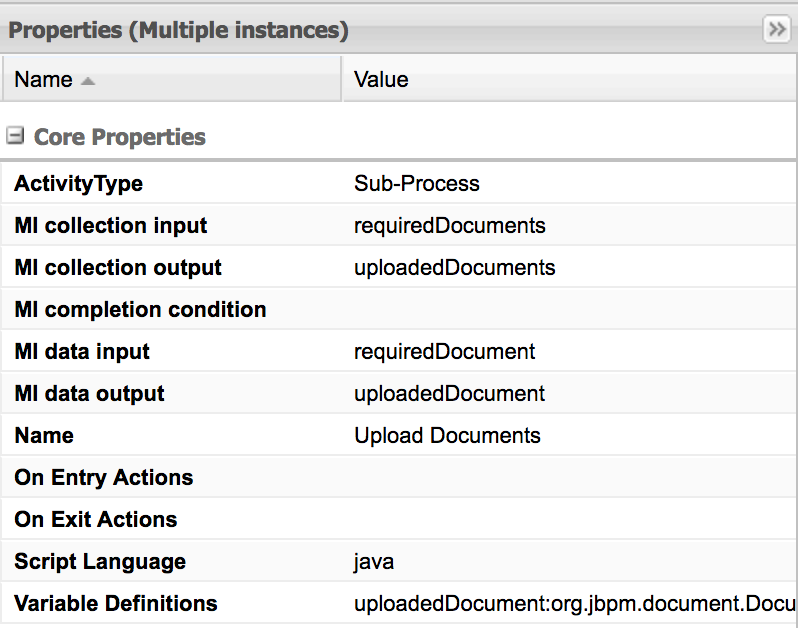 Properties (Multiple instances)
Name Value
Core Properties
ActivityType Sub-Process
MI collection input requiredDocuments
MI collection output uploadedDocuments
MI completion condition
MI data input requiredDocument
MI data output uploadedDocument
Name Upload Documents
On Entry Actions
On Exit Actions
Script Language java
Variable Definitions uploadedDocument:org.jbpm.document.Docu